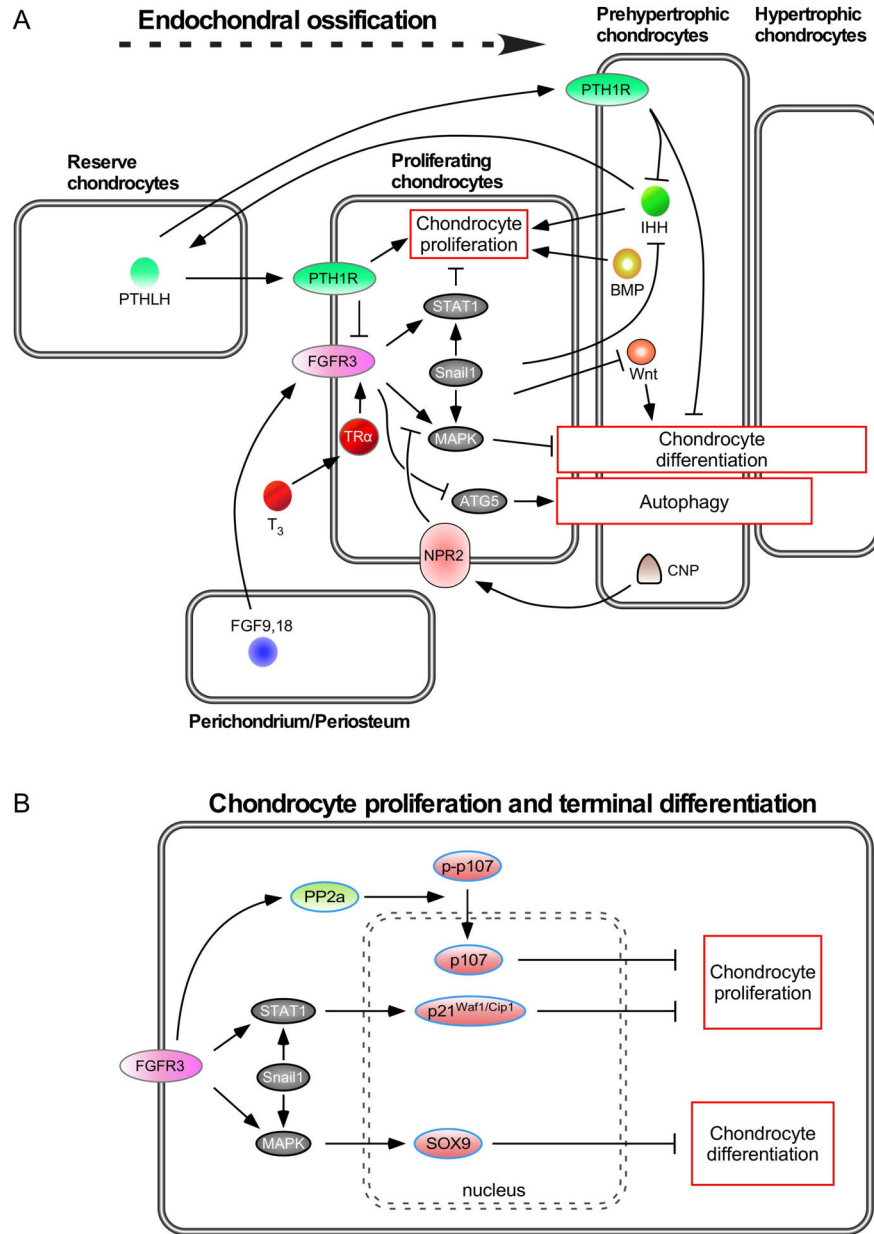 A
Endochondral ossification
Prehypertrophic
chondrocytes
Hypertrophic
chondrocytes
PTH1R
Reserve
chondrocytes
Proliferating
chondrocytes
Chondrocyte
proliferation
IHH
PTHLH
PTH1R
BMP
STAT1
FGFR3
Snail1
Wnt
TRα
MAPK
Chondrocyte
differentiation
T3
ATG5
Autophagy
NPR2
CNP
FGF9,18
Perichondrium/Periosteum
B
Chondrocyte proliferation and terminal differentiation
p-p107
PP2a
p107
Chondrocyte
proliferation
STAT1
p21Waf1/Cip1
FGFR3
Snail1
MAPK
SOX9
Chondrocyte
differentiation
nucleus